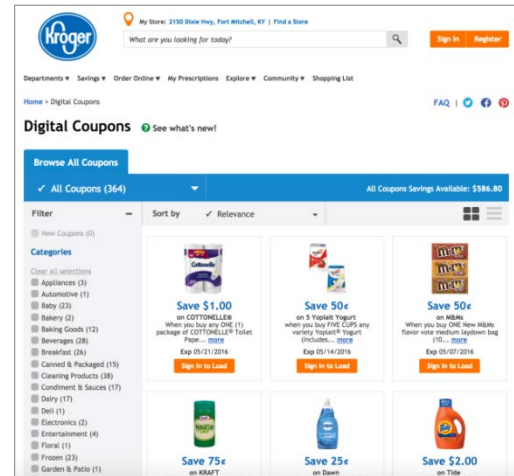 Kroger
My Store: 2150 Dixie Hwy, Fort Mitchell, KY | Find a Store
What are you looking for today?
Sign In Register
Departments Savings Order Online My Prescriptions Explore Community Shopping List
Home > Digital Coupons
FAQ |
Digital Coupons See what's new!
Browse All Coupons
✓ All Coupons (364)
All Coupons Savings Available: $586.80
Filter –
Sort by ✓ Relevance
New Coupons (0)
Categories
Clear all selections
Appliances (3)
Automotive (1)
Baby (23)
Bakery (2)
Baking Goods (12)
Beverages (28)
Breakfast (26)
Canned & Packaged (15)
Cleaning Products (38)
Condiment & Sauces (17)
Dairy (17)
Deli (1)
Electronics (2)
Entertainment (4)
Floral (1)
Frozen (23)
Garden & Patio (1)
Cottonelle
Save $1.00
on COTTONELLE®
When you buy any ONE (1)
package of COTTONELLE® Toilet
Pape... more
Exp 05/21/2016
Sign In to Load
Save 50¢
on 5 Yoplait Yogurt
when you buy FIVE CUPS any
variety Yoplait® Yogurt
(Includes... more
Exp 05/14/2016
Sign In to Load
m&m's
m&m's
m&m's
Save 50¢
on M&Ms
When you buy ONE New M&Ms
flavor vote medium laydown bag
(10... more
Exp 05/07/2016
Sign In to Load
Save 75¢
on KRAFT
Save 25¢
on Dawn
Tide
Save $2.00
on Tide